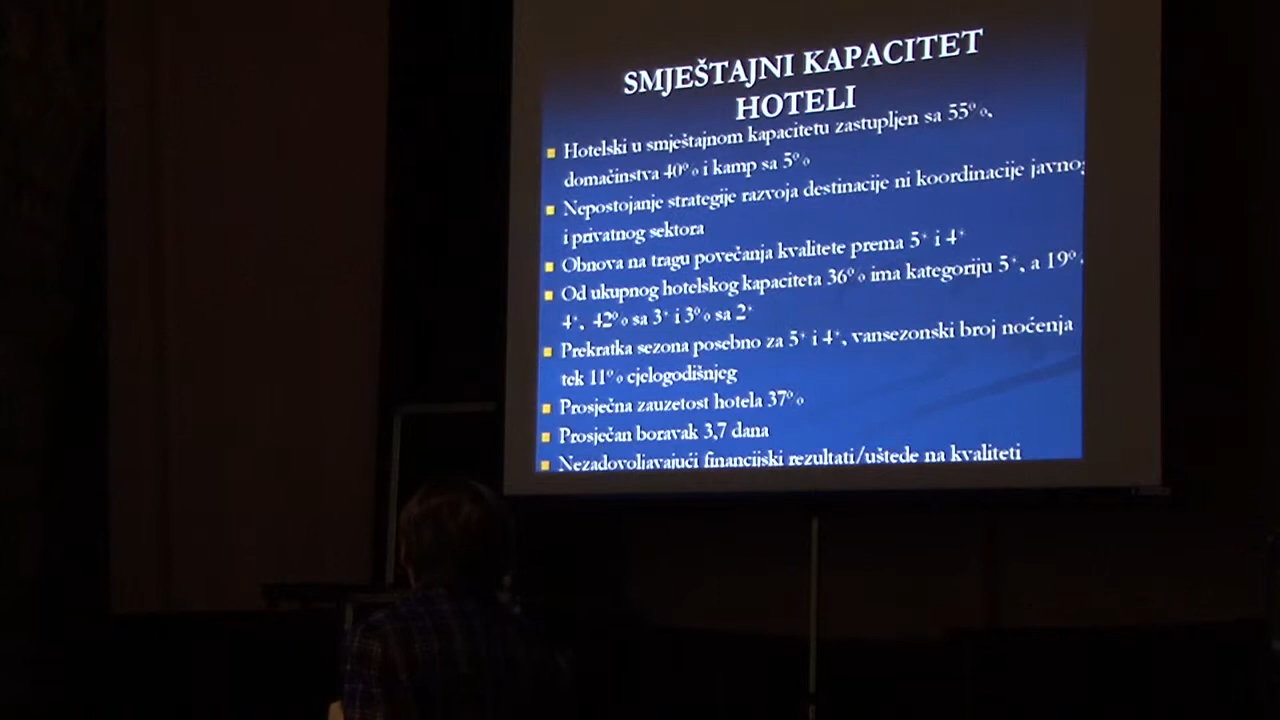 SMJEŠTAJNI KAPACITET
HOTELI
Hotelski u smještajnom kapacitetu zastupljen sa 55%,
domačinstva 40% i kamp sa 5%
Nepostojanje strategije razvoja destinacije ni koordinacije
i privatnog sektora
Obnova na tragu povečanja kvalitete prema 5* i 4*
Od ukupnog hotelskog kapaciteta 36% ima kategoriju 5*, a 19%
4*, 42% sa 3* i 3% sa 2*
Prekratka sezona posebno za 5* i 4*, vansezonski broj noćenja
tek 11% cjelogodišnjeg
Prosječna zauzetost hotela 37%
Prosječan boravak 3,7 dana
Nezadovoljavajući financijski rezultati/uštede na kvaliteti